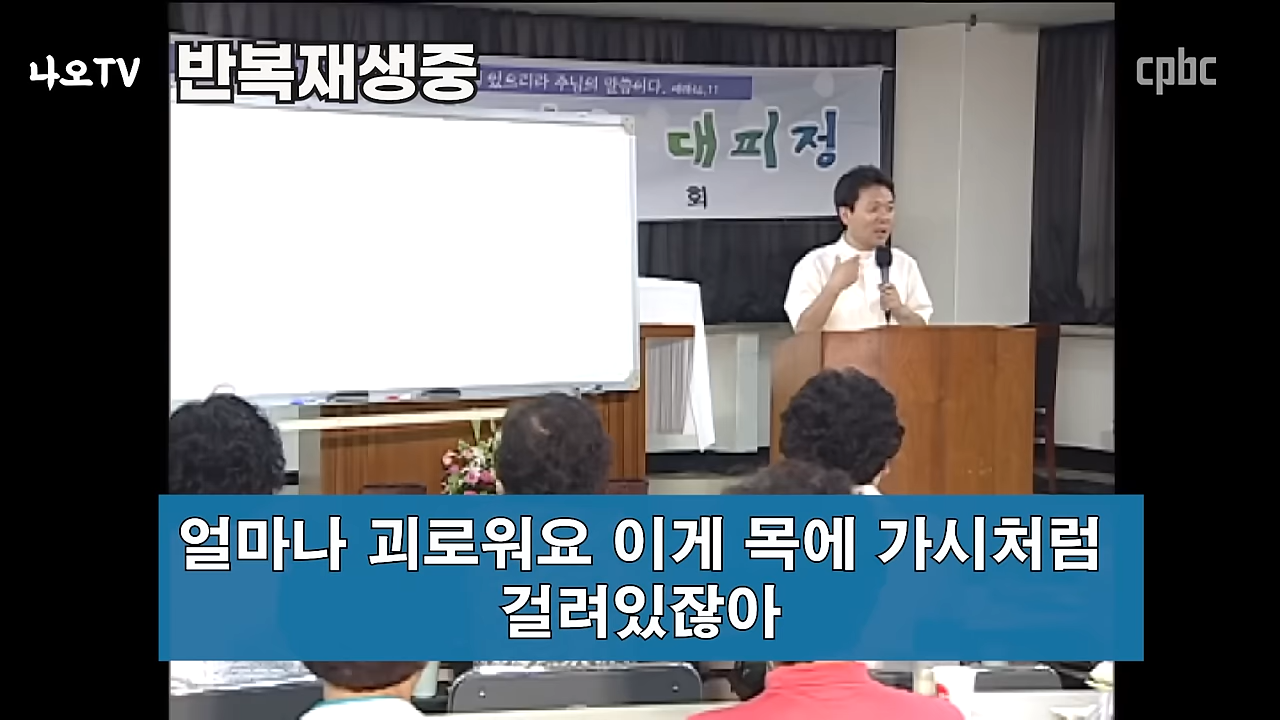 나오TV
반복재생중
cpbc
있으리라 주님의 말씀이다.
대피정
회
얼마나 괴로워요 이게 목에 가시처럼
걸려있잖아